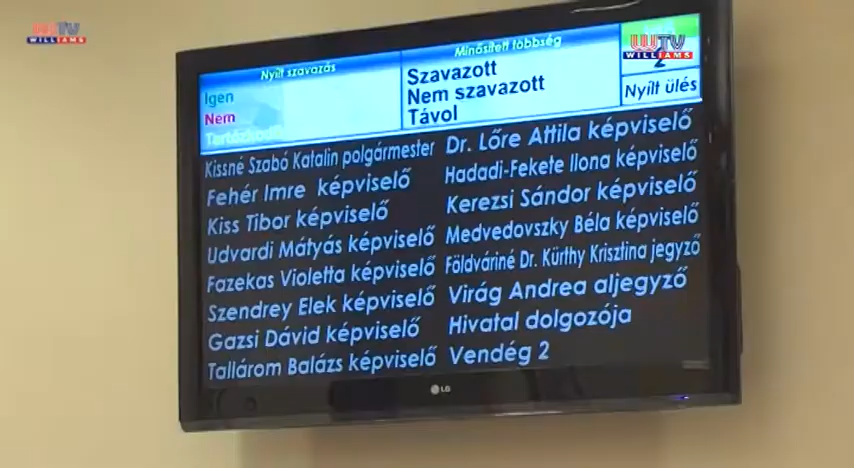 WTV
WILLIAMS
Nyílt szavazás
Igen
Nem
Tartózkodik
Minősített többség
Szavazott
Nem szavazott
Távol
WTV
WILLIAMS
2
Nyílt ülés
Kissné Szabó Katalin polgármester
Fehér Imre képviselő
Kiss Tibor képviselő
Udvardi Mátyás képviselő
Fazekas Violetta képviselő
Szendrey Elek képviselő
Gazsi Dávid képviselő
Tallárom Balázs képviselő
Dr. Lőre Attila képviselő
Hadadi-Fekete Ilona képviselő
Kerezsi Sándor képviselő
Medvedovszky Béla képviselő
Földváriné Dr. Kürthy Krisztina jegyző
Virág Andrea aljegyző
Hivatal dolgozója
Vendég 2
LG